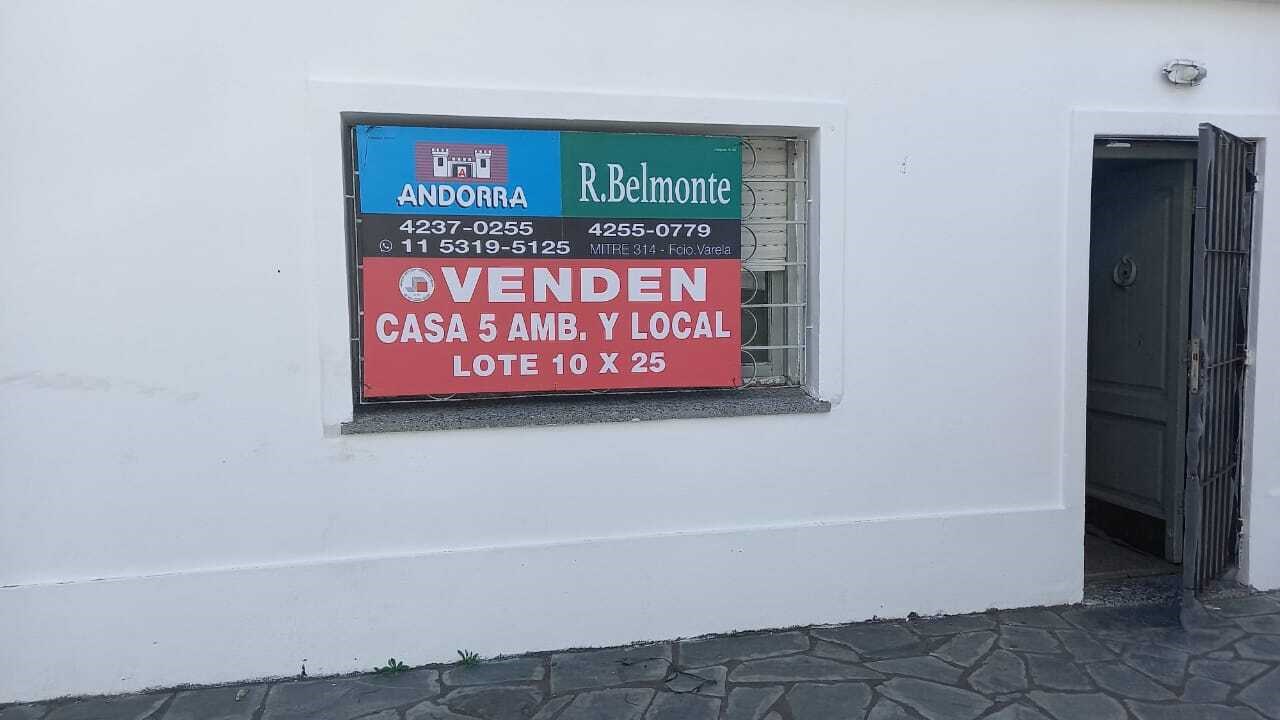 ANDORRA
R.Belmonte
4237-0255
4255-0779
11 5319-5125
MITRE 314 - Fcio.Varela
VENDEN
CASA 5 AMB. Y LOCAL
LOTE 10 X 25